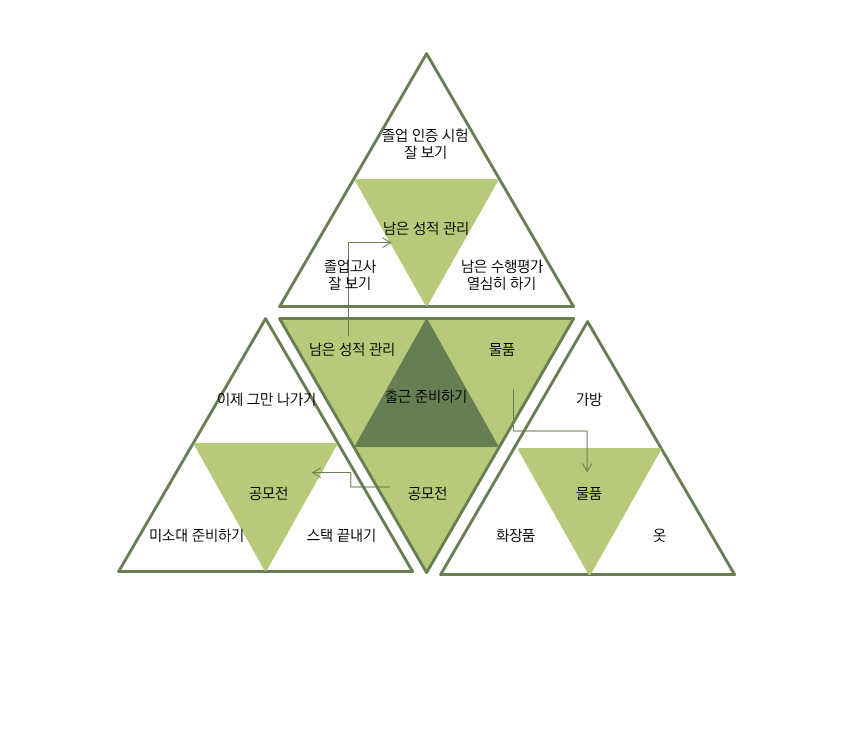 졸업 인증 시험
잘 보기
남은 성적 관리
졸업고사
잘 보기
남은 수행평가
열심히 하기
남은 성적 관리
물품
출근 준비하기
공모전
이제 그만 나가기
공모전
미소대 준비하기
스택 끝내기
가방
물품
화장품
옷